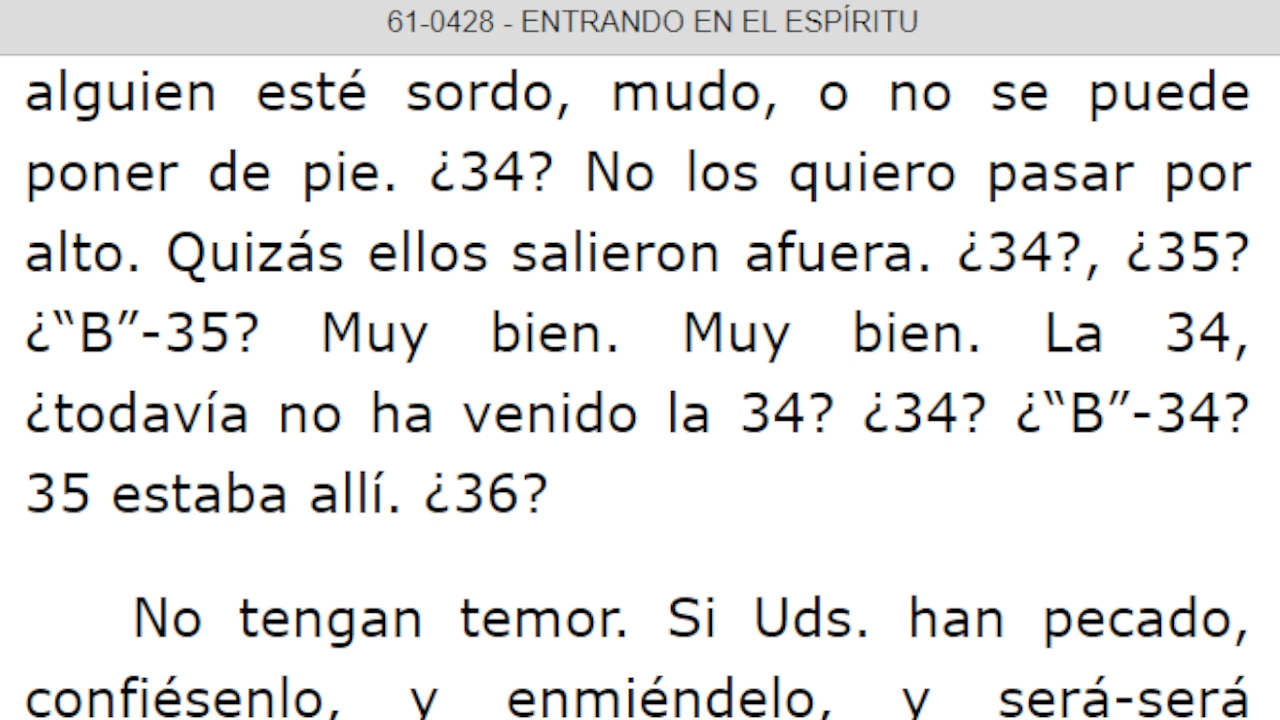 61-0428 - ENTRANDO EN EL ESPÍRITU
alguien esté sordo, mudo, o no se puede
poner de pie. ¿34? No los quiero pasar por
alto. Quizás ellos salieron afuera. ¿34?, ¿35?
¿“B”-35? Muy bien. Muy bien. La 34,
¿todavía no ha venido la 34? ¿34? ¿“B”-34?
35 estaba allí. ¿36?
No tengan temor. Si Uds. han pecado,
confiésenlo, y enmiéndelo, y será-será